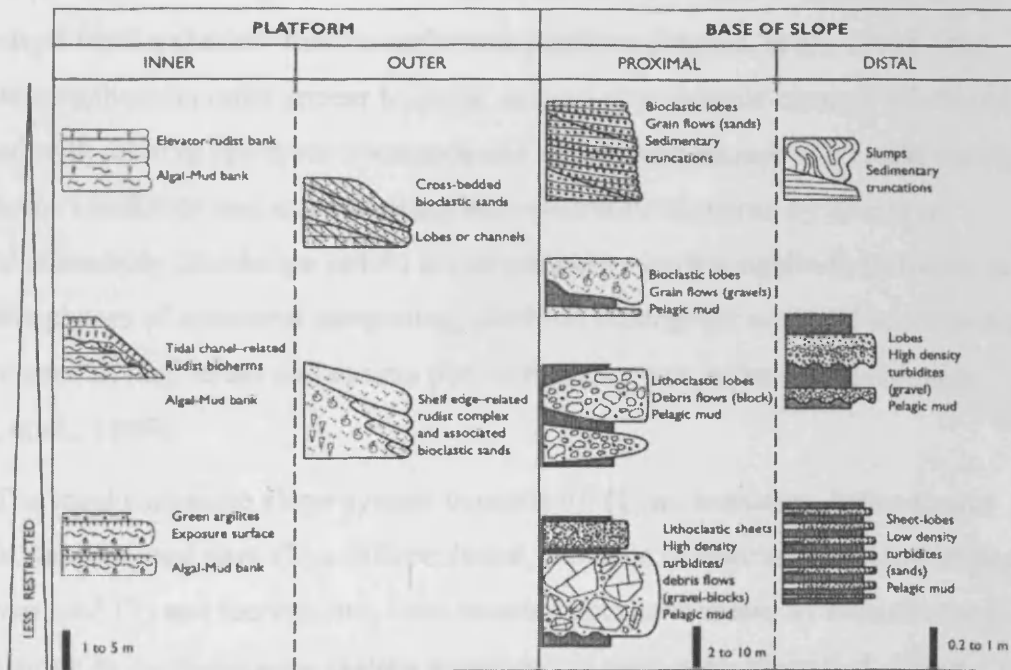 PLATFORM
BASE OF SLOPE
INNER
OUTER
PROXIMAL
DISTAL
Elevator-rudist bank
Algal-Mud bank
Cross-bedded
bioclastic sands
Lobes or channels
Bioclastic lobes
Grain flows (sands)
Sedimentary
truncations
Slumps
Sedimentary
truncations
Tidal chanel-related
Rudist bioherms
Algal-Mud bank
Shelf edge-related
rudist complex
and associated
bioclastic sands
Bioclastic lobes
Grain flows (gravels)
Pelagic mud
Lithoclastic lobes
Debris flows (block)
Pelagic mud
Lobes
High density
turbidites
(gravel)
Pelagic mud
Green argilites
Exposure surface
Algal-Mud bank
Lithoclastic sheets
High density
turbidites/
debris flows
(gravel-blocks)
Pelagic mud
Sheet-lobes
Low density
turbidites
(sands)
Pelagic mud
LESS RESTRICTED
1 to 5 m
2 to 10 m
0.2 to 1 m